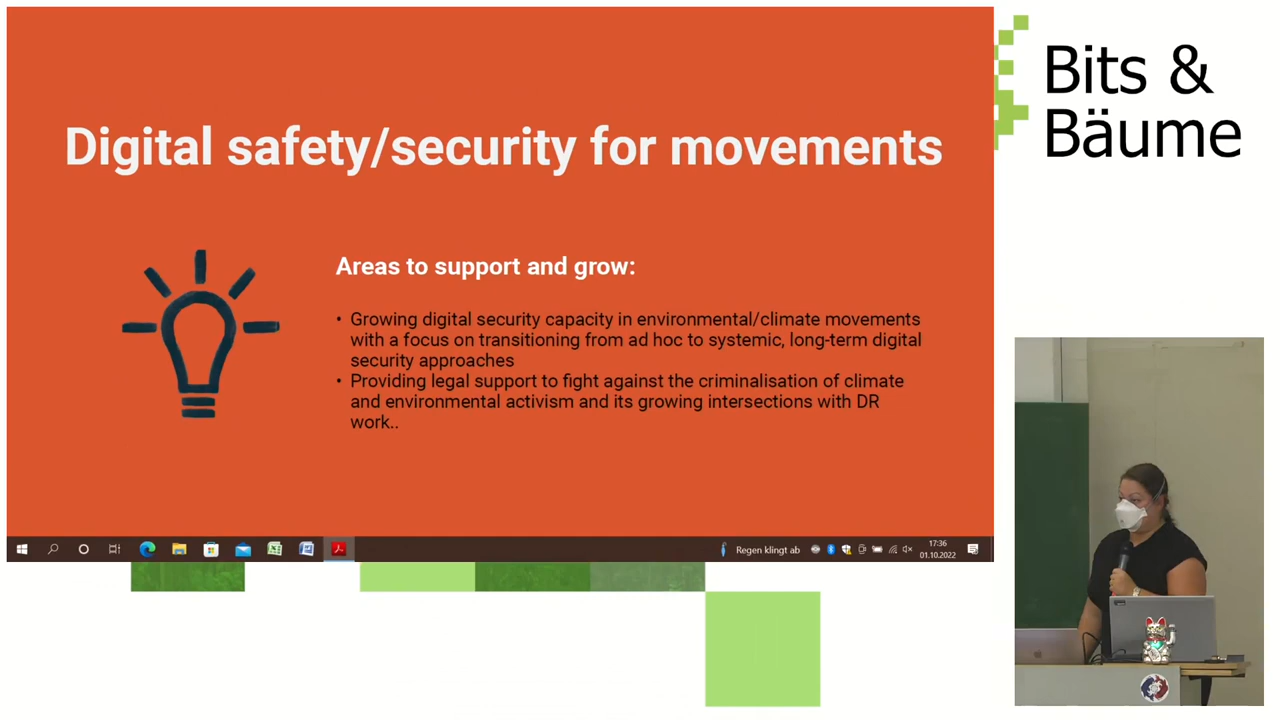 Digital safety/security for movements
Areas to support and grow:
• Growing digital security capacity in environmental/climate movements
with a focus on transitioning from ad hoc to systemic, long-term digital
security approaches
• Providing legal support to fight against the criminalisation of climate
and environmental activism and its growing intersections with DR
work..
Regen klingt ab
17:36
01.10.2022
Bits &
Bäume